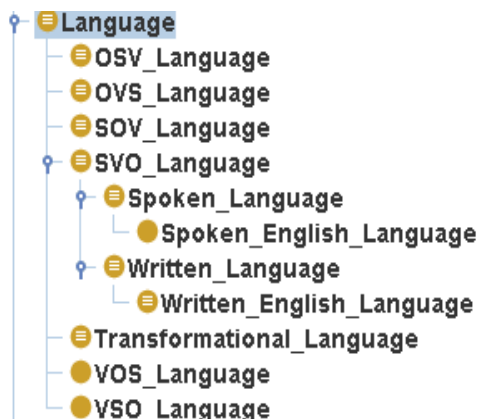 Language
OSV_Language
OVS_Language
SOV_Language
SVO_Language
Spoken_Language
Spoken_English_Language
Written_Language
Written_English_Language
Transformational_Language
VOS_Language
VSO_Language